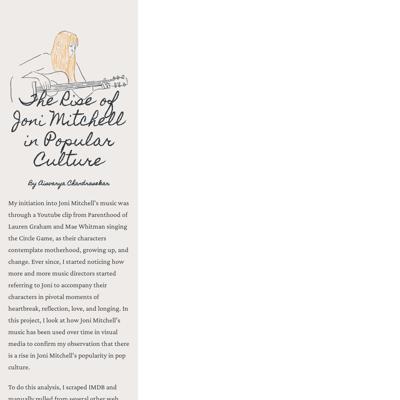 The Rise of
Joni Mitchell
in Popular
Culture
By Aiswarya Chandrasekar
My initiation into Joni Mitchell's music was
through a Youtube clip from Parenthood of
Lauren Graham and Mae Whitman singing
the Circle Game, as their characters
contemplate motherhood, growing up, and
change. Ever since, I started noticing how
more and more music directors started
referring to Joni to accompany their
characters in pivotal moments of
heartbreak, reflection, love, and longing. In
this project, I look at how Joni Mitchell's
music has been used over time in visual
media to confirm my observation that there
is a rise in Joni Mitchell's popularity in pop
culture.
To do this analysis, I scraped IMDB and
manually pulled from several other web